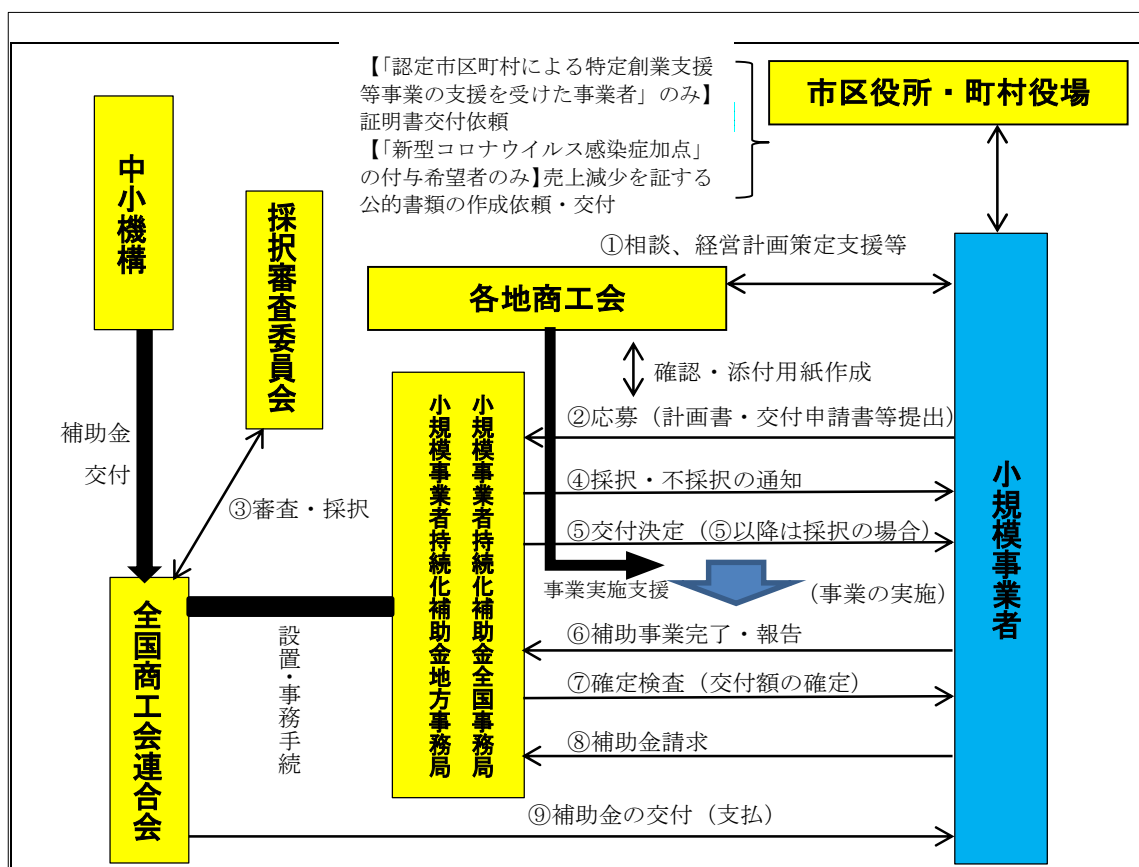 【「認定市区町村による特定創業支援
等事業の支援を受けた事業者」のみ】
証明書交付依頼
【「新型コロナウイルス感染症加点」
の付与希望者のみ】売上減少を証する
公的書類の作成依頼・交付
市区役所・町村役場
中小機構
採択審査委員会
①相談、経営計画策定支援等
各地商工会
確認・添付用紙作成
小規模事業者持続化補助金全国事務局
小規模事業者持続化補助金地方事務局
②応募（計画書・交付申請書等提出）
補助金
交付
③審査・採択
④採択・不採択の通知
⑤交付決定（⑤以降は採択の場合）
事業実施支援
（事業の実施）
小規模事業者
全国商工会連合会
設置・事務手続
⑥補助事業完了・報告
⑦確定検査（交付額の確定）
⑧補助金請求
⑨補助金の交付（支払）